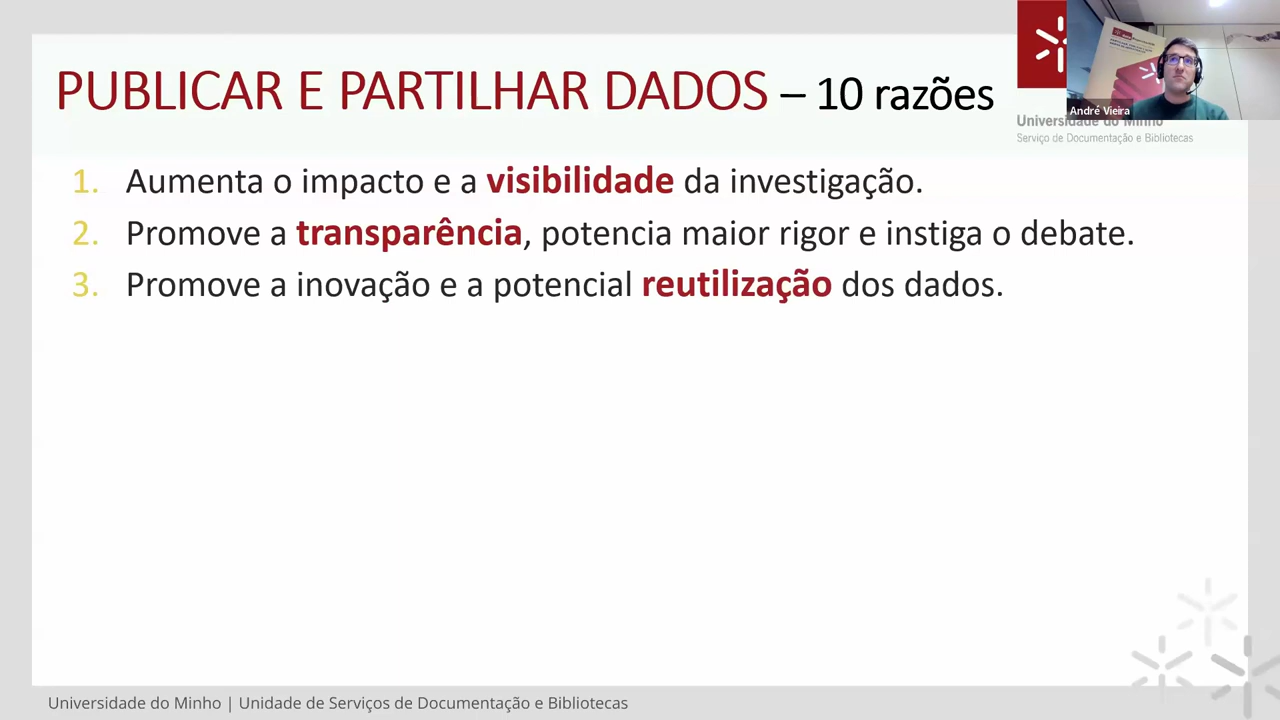 PUBLICAR E PARTILHAR DADOS – 10 razões
André Vieira
Universidade do Minho
Serviço de Documentação e Bibliotecas
1. Aumenta o impacto e a visibilidade da investigação.
2. Promove a transparência, potencia maior rigor e instiga o debate.
3. Promove a inovação e a potencial reutilização dos dados.
Universidade do Minho | Unidade de Serviços de Documentação e Bibliotecas